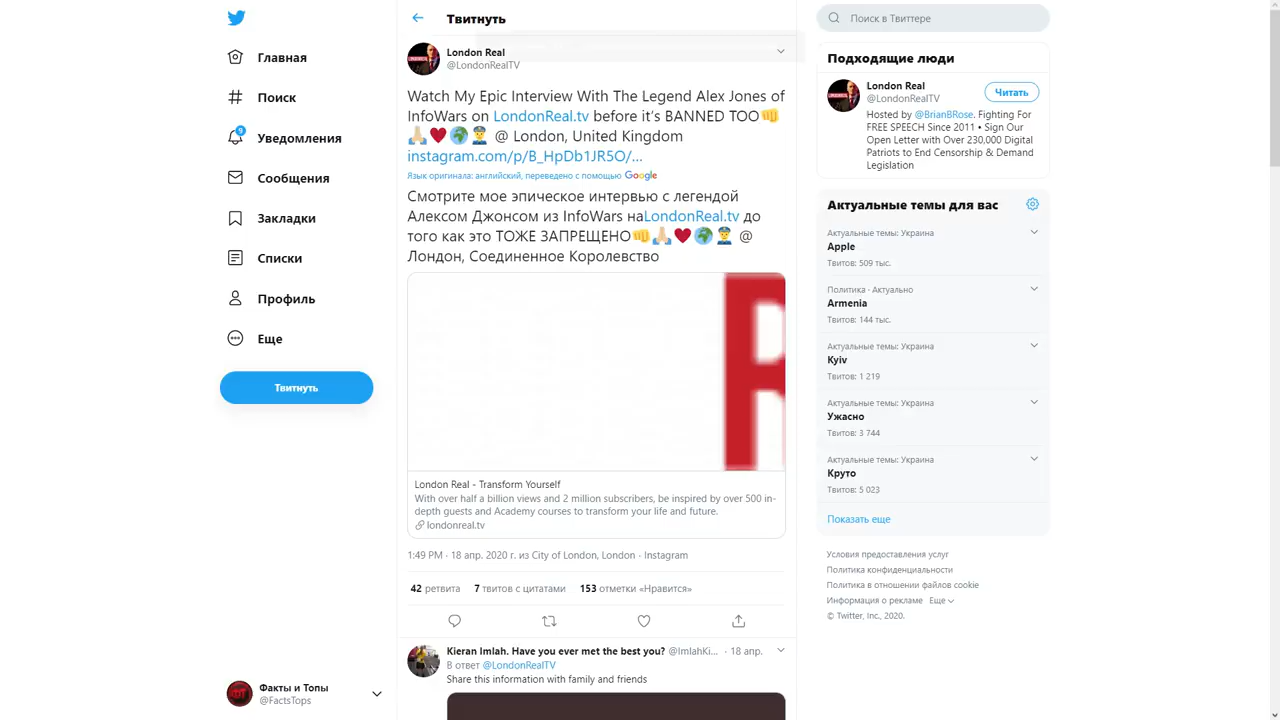 Главная
Поиск
9
Уведомления
Сообщения
Закладки
Списки
Профиль
Еще
Твитнуть
Факты и Топы
@FactsTops
Твитнуть
London Real
@LondonRealTV
Watch My Epic Interview With The Legend Alex Jones of
InfoWars on LondonReal.tv before it’s BANNED TOO👊
🙏🏼❤️🌍👮 @ London, United Kingdom
instagram.com/p/B_HpDb1JR5O/…
Язык оригинала: английский, переведено с помощью Google
Смотрите мое эпическое интервью с легендой
Алексом Джонсом из InfoWars наLondonReal.tv до
того как это ТОЖЕ ЗАПРЕЩЕНО👊🙏🏼❤️🌍👮 @
Лондон, Соединенное Королевство
R
London Real - Transform Yourself
With over half a billion views and 2 million subscribers, be inspired by over 500 in-
depth guests and Academy courses to transform your life and future.
londonreal.tv
1:49 PM · 18 апр. 2020 г. из City of London, London · Instagram
42 ретвита 7 твитов с цитатами 153 отметки «Нравится»
Kieran Imlah. Have you ever met the best you? @ImlahKi... · 18 апр.
В ответ @LondonRealTV
Share this information with family and friends
Поиск в Твиттере
Подходящие люди
London Real
@LondonRealTV
Читать
Hosted by @BrianBRose. Fighting For
FREE SPEECH Since 2011 • Sign Our
Open Letter with Over 230,000 Digital
Patriots to End Censorship & Demand
Legislation
Актуальные темы для вас
Актуальные темы: Украина
Apple
Твитов: 509 тыс.
Политика · Актуально
Armenia
Твитов: 144 тыс.
Актуальные темы: Украина
Kyiv
Твитов: 1 219
Актуальные темы: Украина
Ужасно
Твитов: 3 744
Актуальные темы: Украина
Круто
Твитов: 5 023
Показать еще
Условия предоставления услуг
Политика конфиденциальности
Политика в отношении файлов cookie
Информация о рекламе Еще
© Twitter, Inc., 2020.